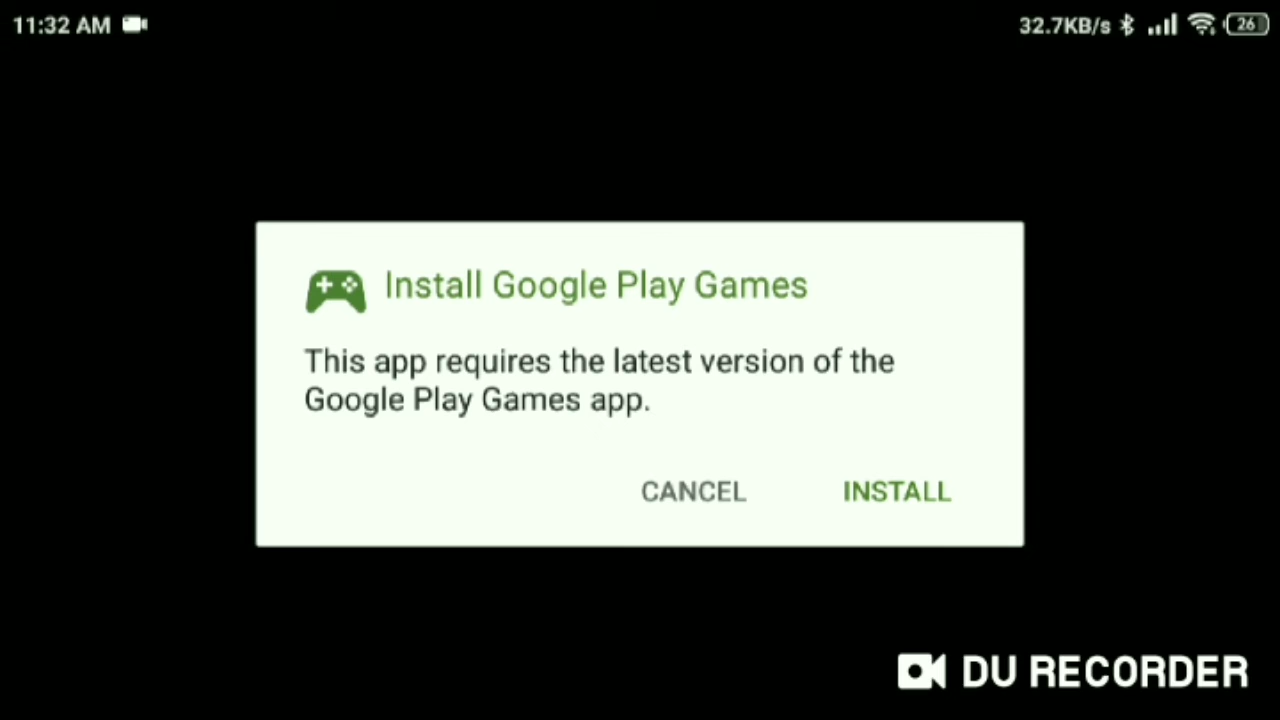 11:32 AM 32.7KB/s 26
Install Google Play Games
This app requires the latest version of the
Google Play Games app.
CANCEL INSTALL
DU RECORDER